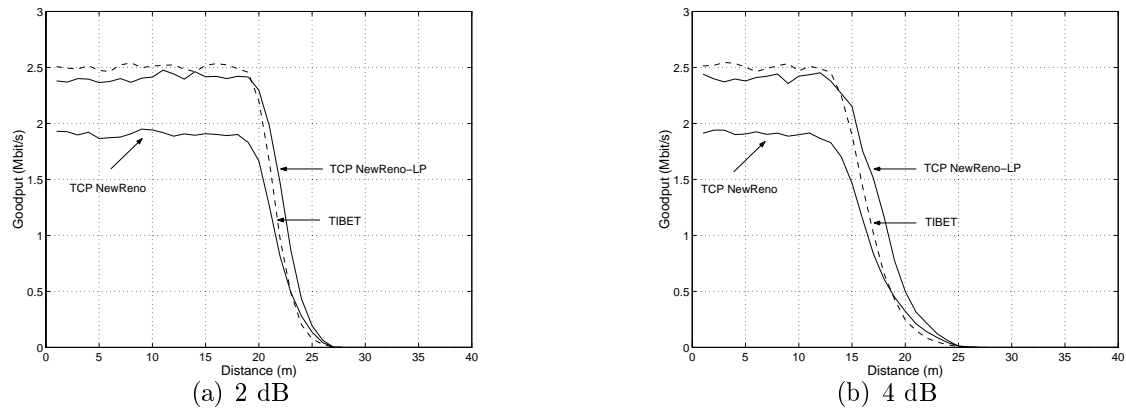 3
2.5
2
1.5
1
0.5
0
Goodput (Mbit/s)
TCP NewReno
TCP NewReno−LP
TIBET
0 5 10 15 20 25 30 35 40
Distance (m)
(a) 2 dB
3
2.5
2
1.5
1
0.5
0
Goodput (Mbit/s)
TCP NewReno−LP
TCP NewReno
TIBET
0 5 10 15 20 25 30 35 40
Distance (m)
(b) 4 dB